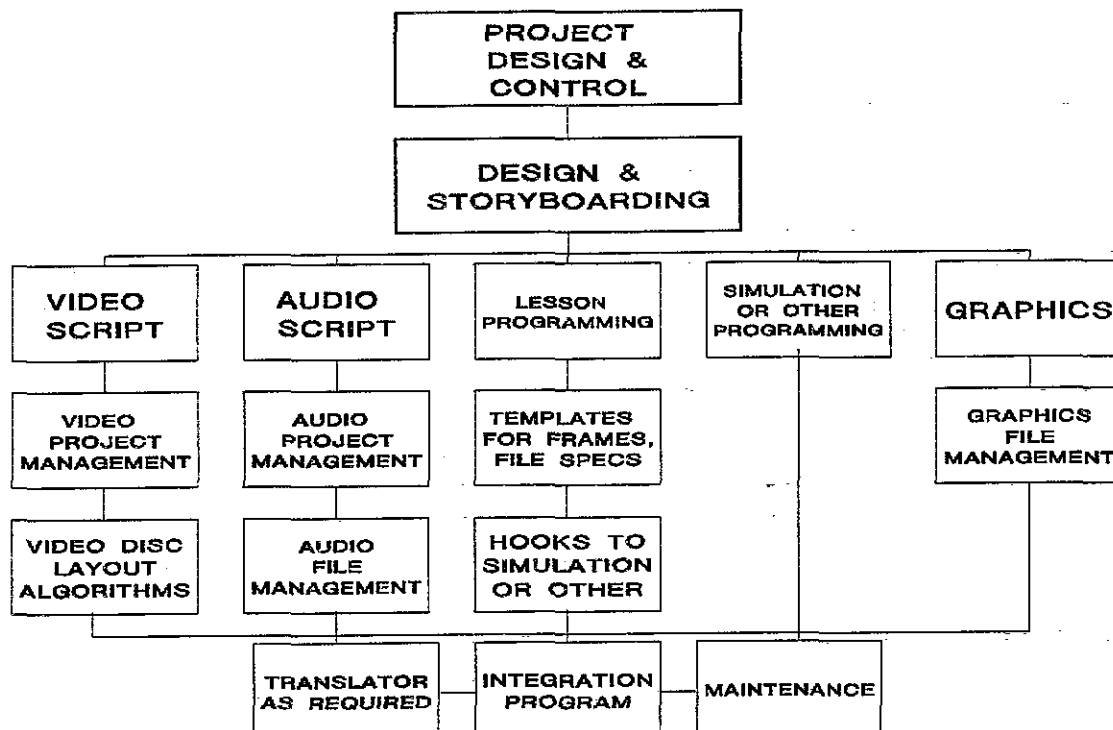 PROJECT
DESIGN &
CONTROL
DESIGN &
STORYBOARDING
VIDEO
SCRIPT
AUDIO
SCRIPT
LESSON
PROGRAMMING
SIMULATION
OR OTHER
PROGRAMMING
GRAPHICS
VIDEO
PROJECT
MANAGEMENT
AUDIO
PROJECT
MANAGEMENT
TEMPLATES
FOR FRAMES,
FILE SPECS
GRAPHICS
FILE
MANAGEMENT
VIDEO DISC
LAYOUT
ALGORITHMS
AUDIO
FILE
MANAGEMENT
HOOKS TO
SIMULATION
OR OTHER
TRANSLATOR
AS REQUIRED
INTEGRATION
PROGRAM
MAINTENANCE